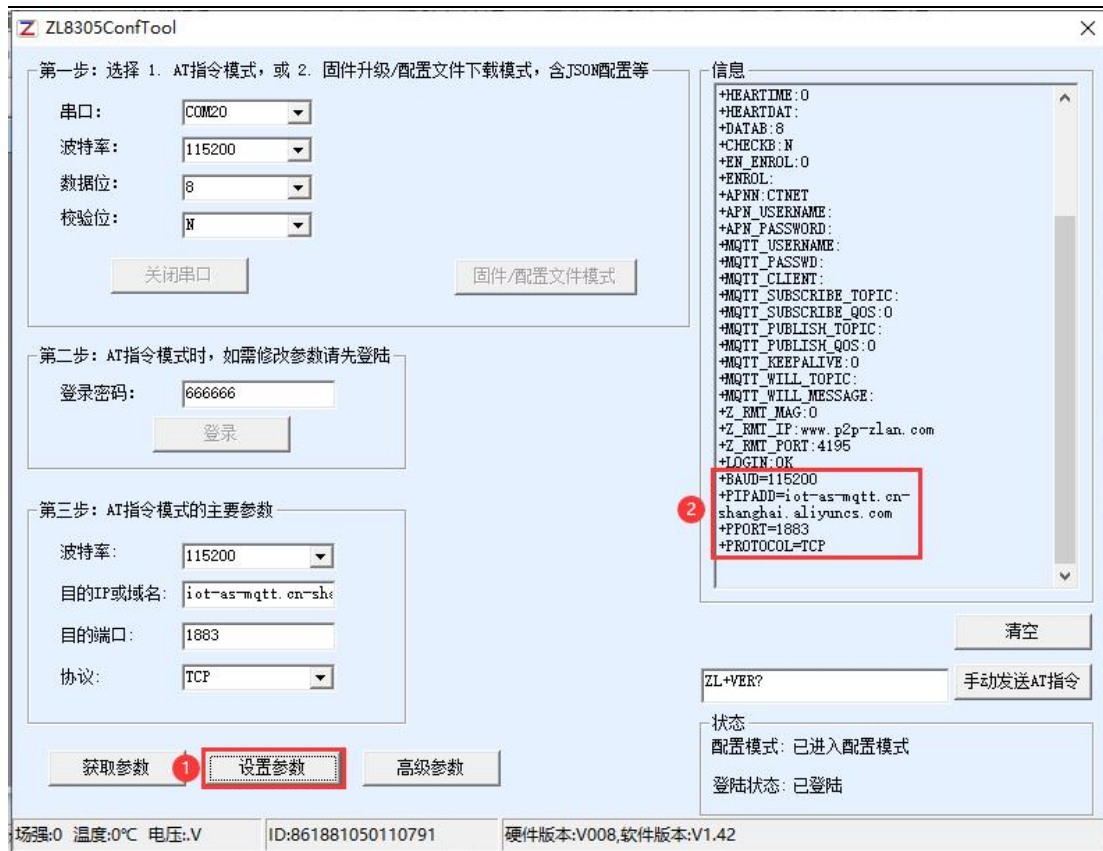 ZL8305ConfTool
第一步：选择 1. AT指令模式，或 2. 固件升级/配置文件下载模式，含JSON配置等
串口：
COM20
波特率：
115200
数据位：
8
校验位：
N
关闭串口
固件/配置文件模式
第二步：AT指令模式时，如需修改参数请先登陆
登录密码：
666666
登录
第三步：AT指令模式的主要参数
波特率:
115200
目的IP或域名:
iot-as-mqtt.cn-sha
目的端口:
1883
协议:
TCP
获取参数
1
设置参数
高级参数
信息
+HEARTIME:0
+HEARTDAT:
+DATAB:8
+CHECKB:N
+EN_ENROL:0
+ENROL:
+APNN:CTNET
+APN_USERNAME:
+APN_PASSWORD:
+MQTT_USERNAME:
+MQTT_PASSWD:
+MQTT_CLIENT:
+MQTT_SUBSCRIBE_TOPIC:
+MQTT_SUBSCRIBE_QOS:0
+MQTT_PUBLISH_TOPIC:
+MQTT_PUBLISH_QOS:0
+MQTT_KEEPALIVE:0
+MQTT_WILL_TOPIC:
+MQTT_WILL_MESSAGE:
+Z_RMT_MAG:0
+Z_RMT_IP:www.p2p-zlan.com
+Z_RMT_PORT:4195
+LOGIN:OK
+BAUD=115200
2
+PIPADD=iot-as-mqtt.cn-
shanghai.aliyuncs.com
+PPORT=1883
+PROTOCOL=TCP
清空
ZL+VER?
手动发送AT指令
状态
配置模式: 已进入配置模式
登陆状态: 已登陆
场强:0 温度:0℃ 电压:.V
ID:861881050110791
硬件版本:V008,软件版本:V1.42